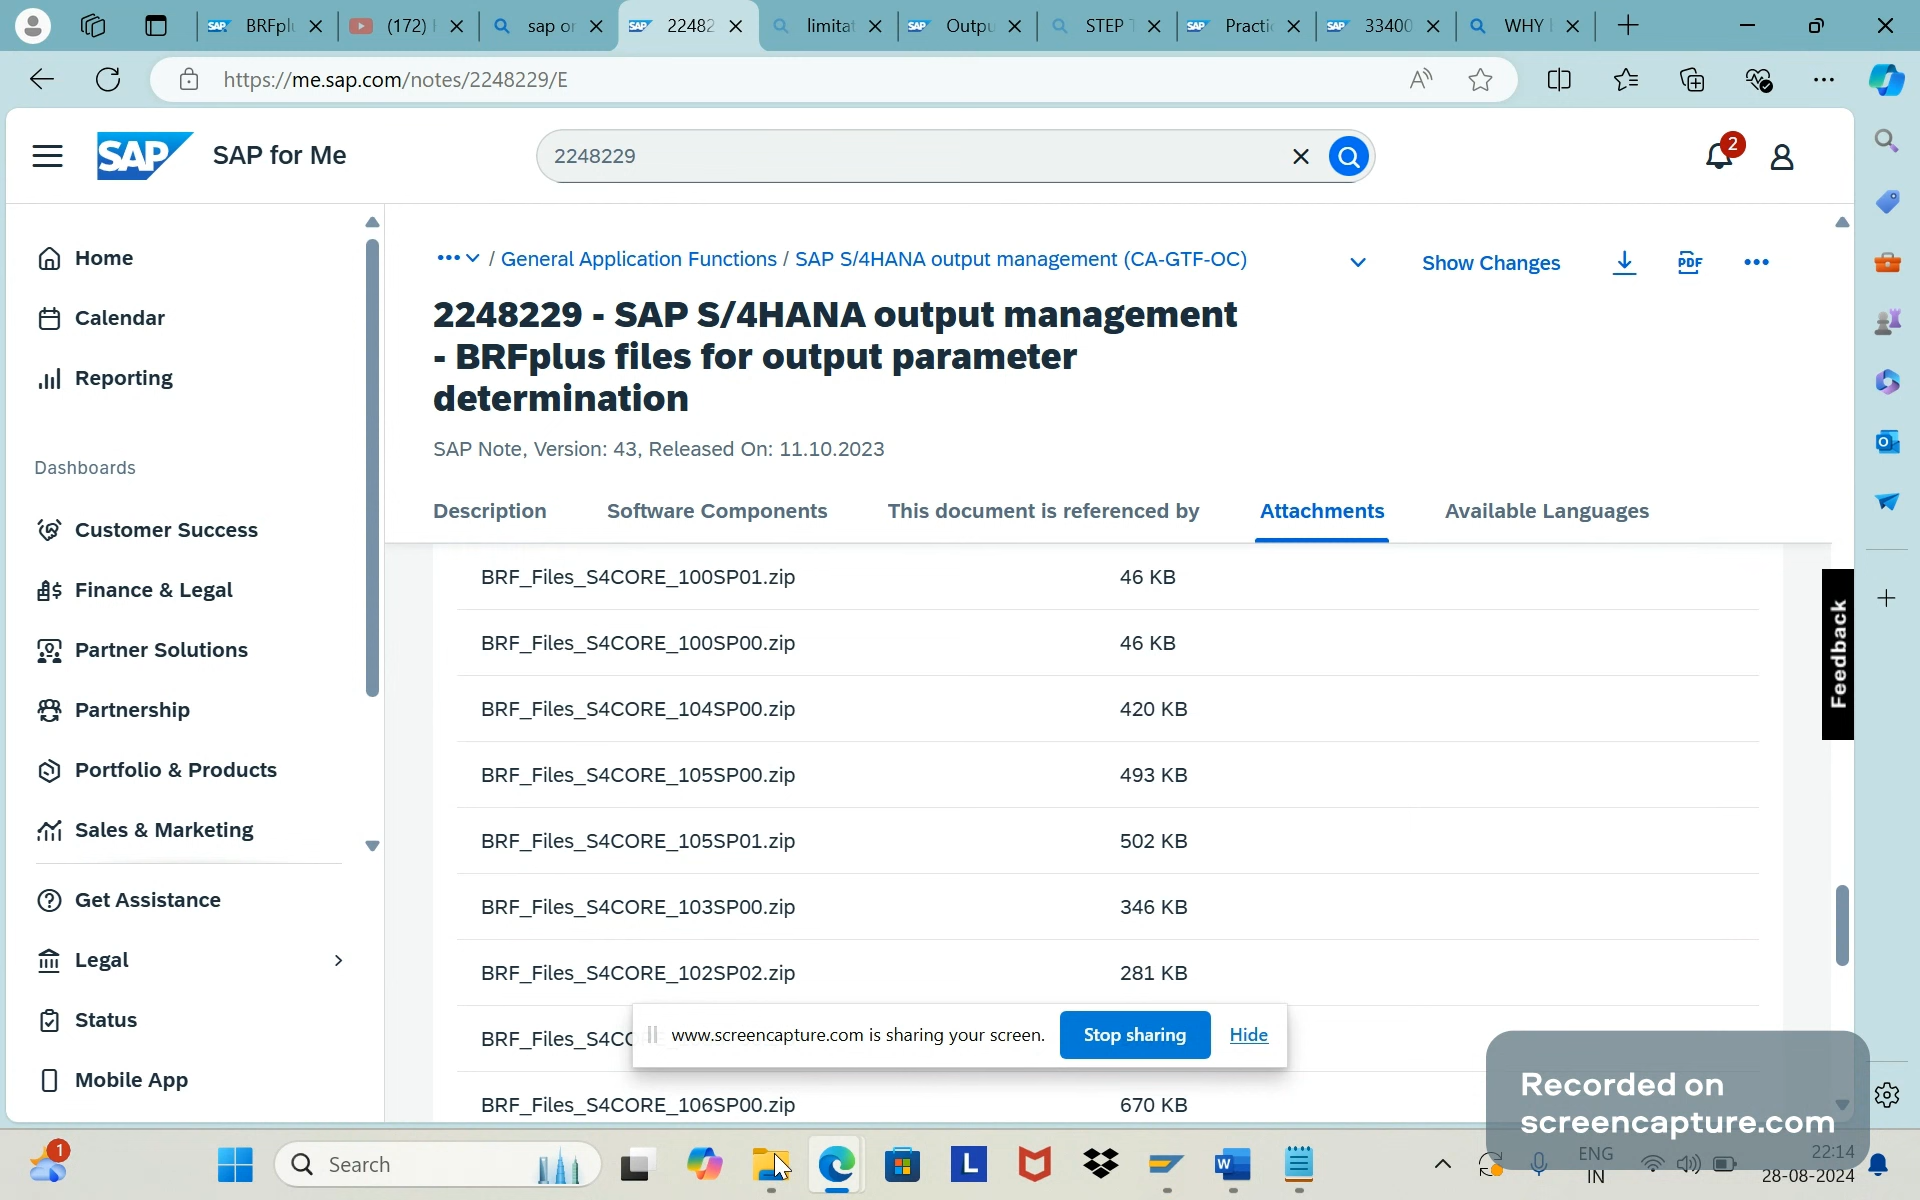 BRFpl
(172)
sap or
22482
limitat
Outpu
STEP T
Practic
33400
WHY
https://me.sap.com/notes/2248229/E
SAP
SAP for Me
2248229
2
Home
Calendar
Reporting
Dashboards
Customer Success
Finance & Legal
Partner Solutions
Partnership
Portfolio & Products
Sales & Marketing
Get Assistance
Legal
Status
Mobile App
/ General Application Functions / SAP S/4HANA output management (CA-GTF-OC)
Show Changes
PDF
2248229 - SAP S/4HANA output management
- BRFplus files for output parameter
determination
SAP Note, Version: 43, Released On: 11.10.2023
Description
Software Components
This document is referenced by
Attachments
Available Languages
BRF_Files_S4CORE_100SP01.zip 46 KB
BRF_Files_S4CORE_100SP00.zip 46 KB
BRF_Files_S4CORE_104SP00.zip 420 KB
BRF_Files_S4CORE_105SP00.zip 493 KB
BRF_Files_S4CORE_105SP01.zip 502 KB
BRF_Files_S4CORE_103SP00.zip 346 KB
BRF_Files_S4CORE_102SP02.zip 281 KB
BRF_Files_S4CO
BRF_Files_S4CORE_106SP00.zip 670 KB
Feedback
www.screencapture.com is sharing your screen.
Stop sharing
Hide
Recorded on
screencapture.com
1
Search
L
W
ENG
IN
22:14
28-08-2024